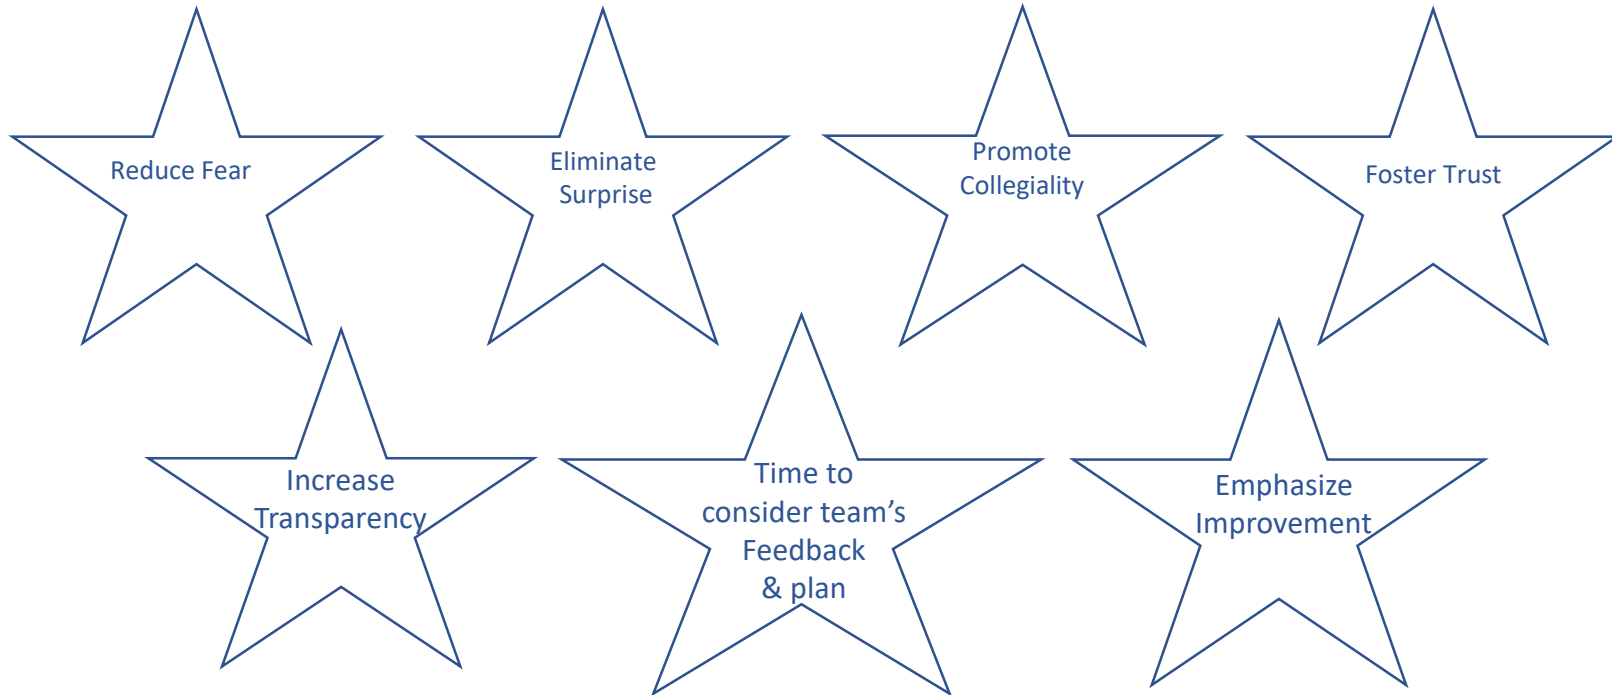 Reduce Fear
Eliminate
Surprise
Promote
Collegiality
Foster Trust
Increase
Transparency
Time to
consider team’s
Feedback
& plan
Emphasize
Improvement